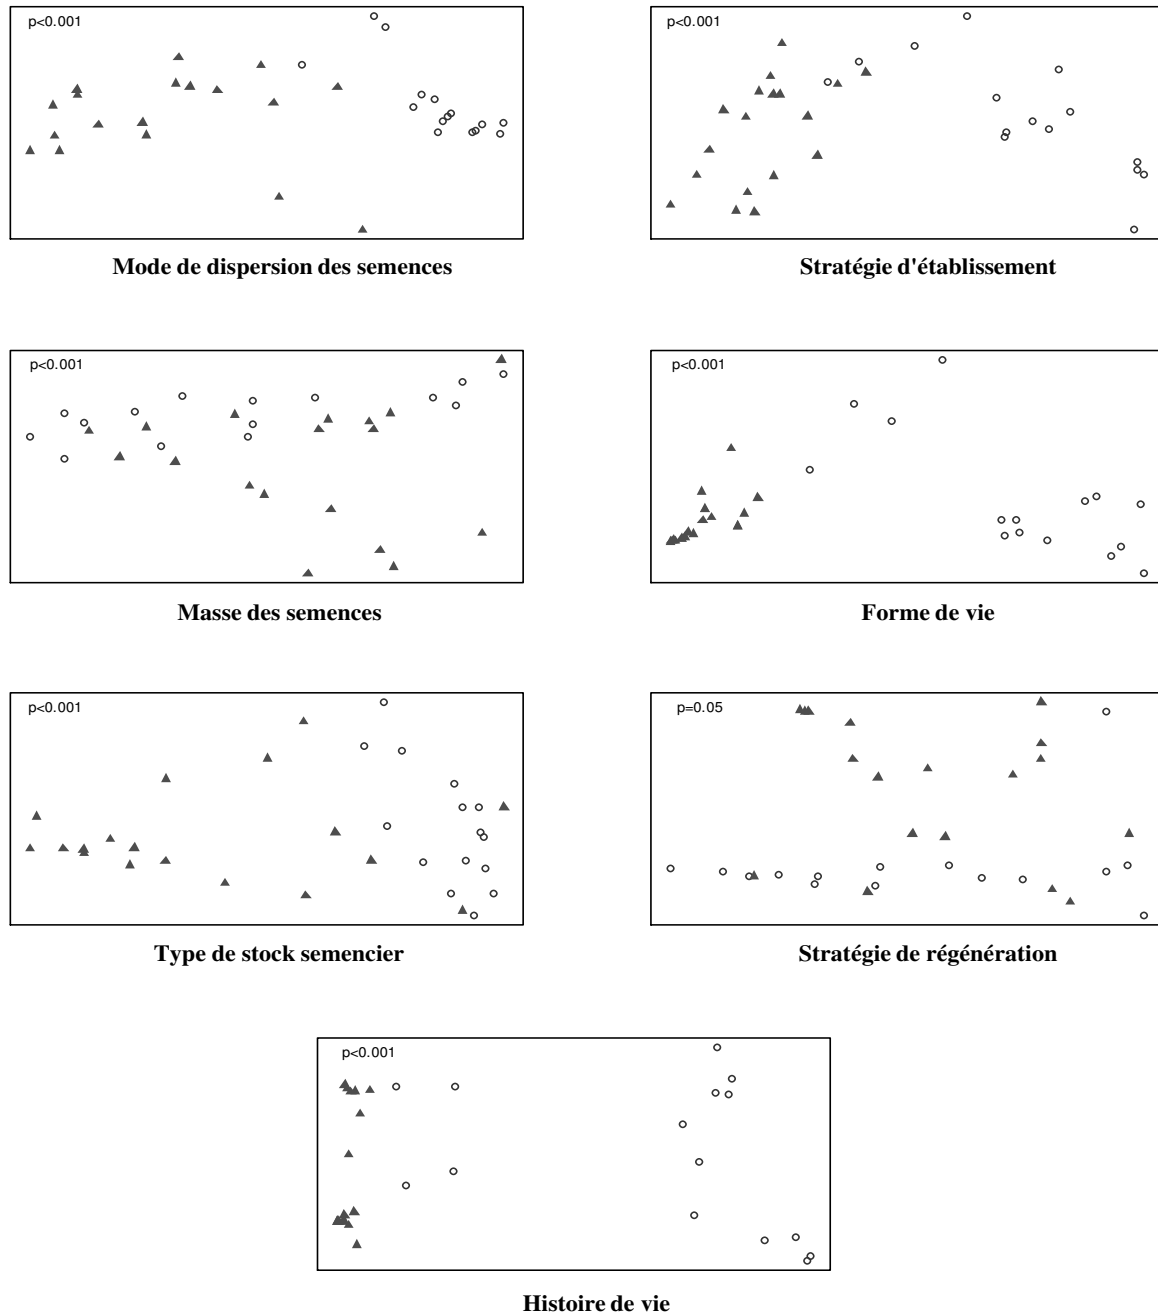 p<0.001
p<0.001
Mode de dispersion des semences
Stratégie d'établissement
p<0.001
p<0.001
Masse des semences
Forme de vie
p<0.001
p=0.05
Type de stock semencier
Stratégie de régénération
p<0.001
Histoire de vie